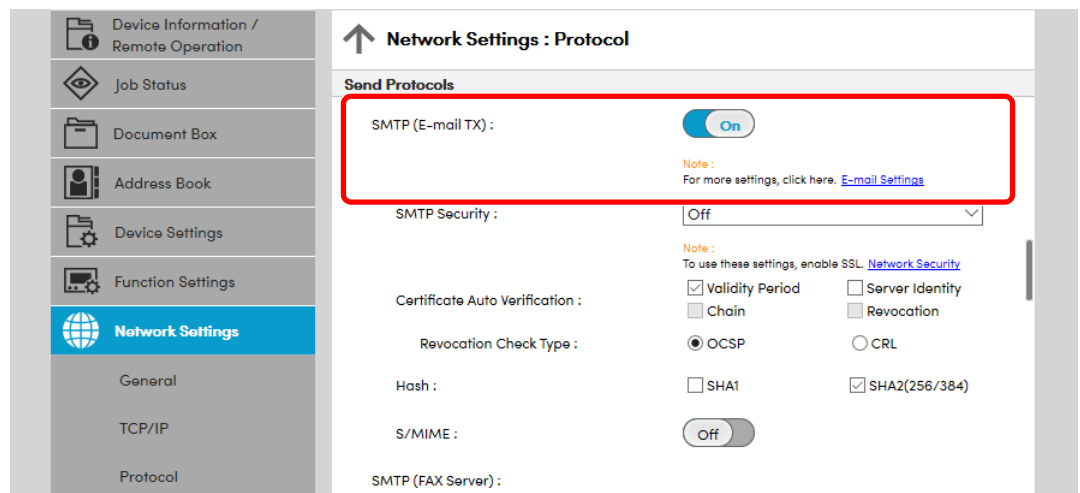 Device Information /
Remote Operation
Job Status
Document Box
Address Book
Device Settings
Function Settings
Network Settings
General
TCP/IP
Protocol
Network Settings : Protocol
Send Protocols
SMTP (E-mail TX) :
On
Note :
For more settings, click here. E-mail Settings
SMTP Security :
Off
Note :
To use these settings, enable SSL. Network Security
Certificate Auto Verification :
Validity Period
Server Identity
Chain
Revocation
Revocation Check Type :
OCSP
CRL
Hash :
SHA1
SHA2(256/384)
S/MIME :
Off
SMTP (FAX Server) :